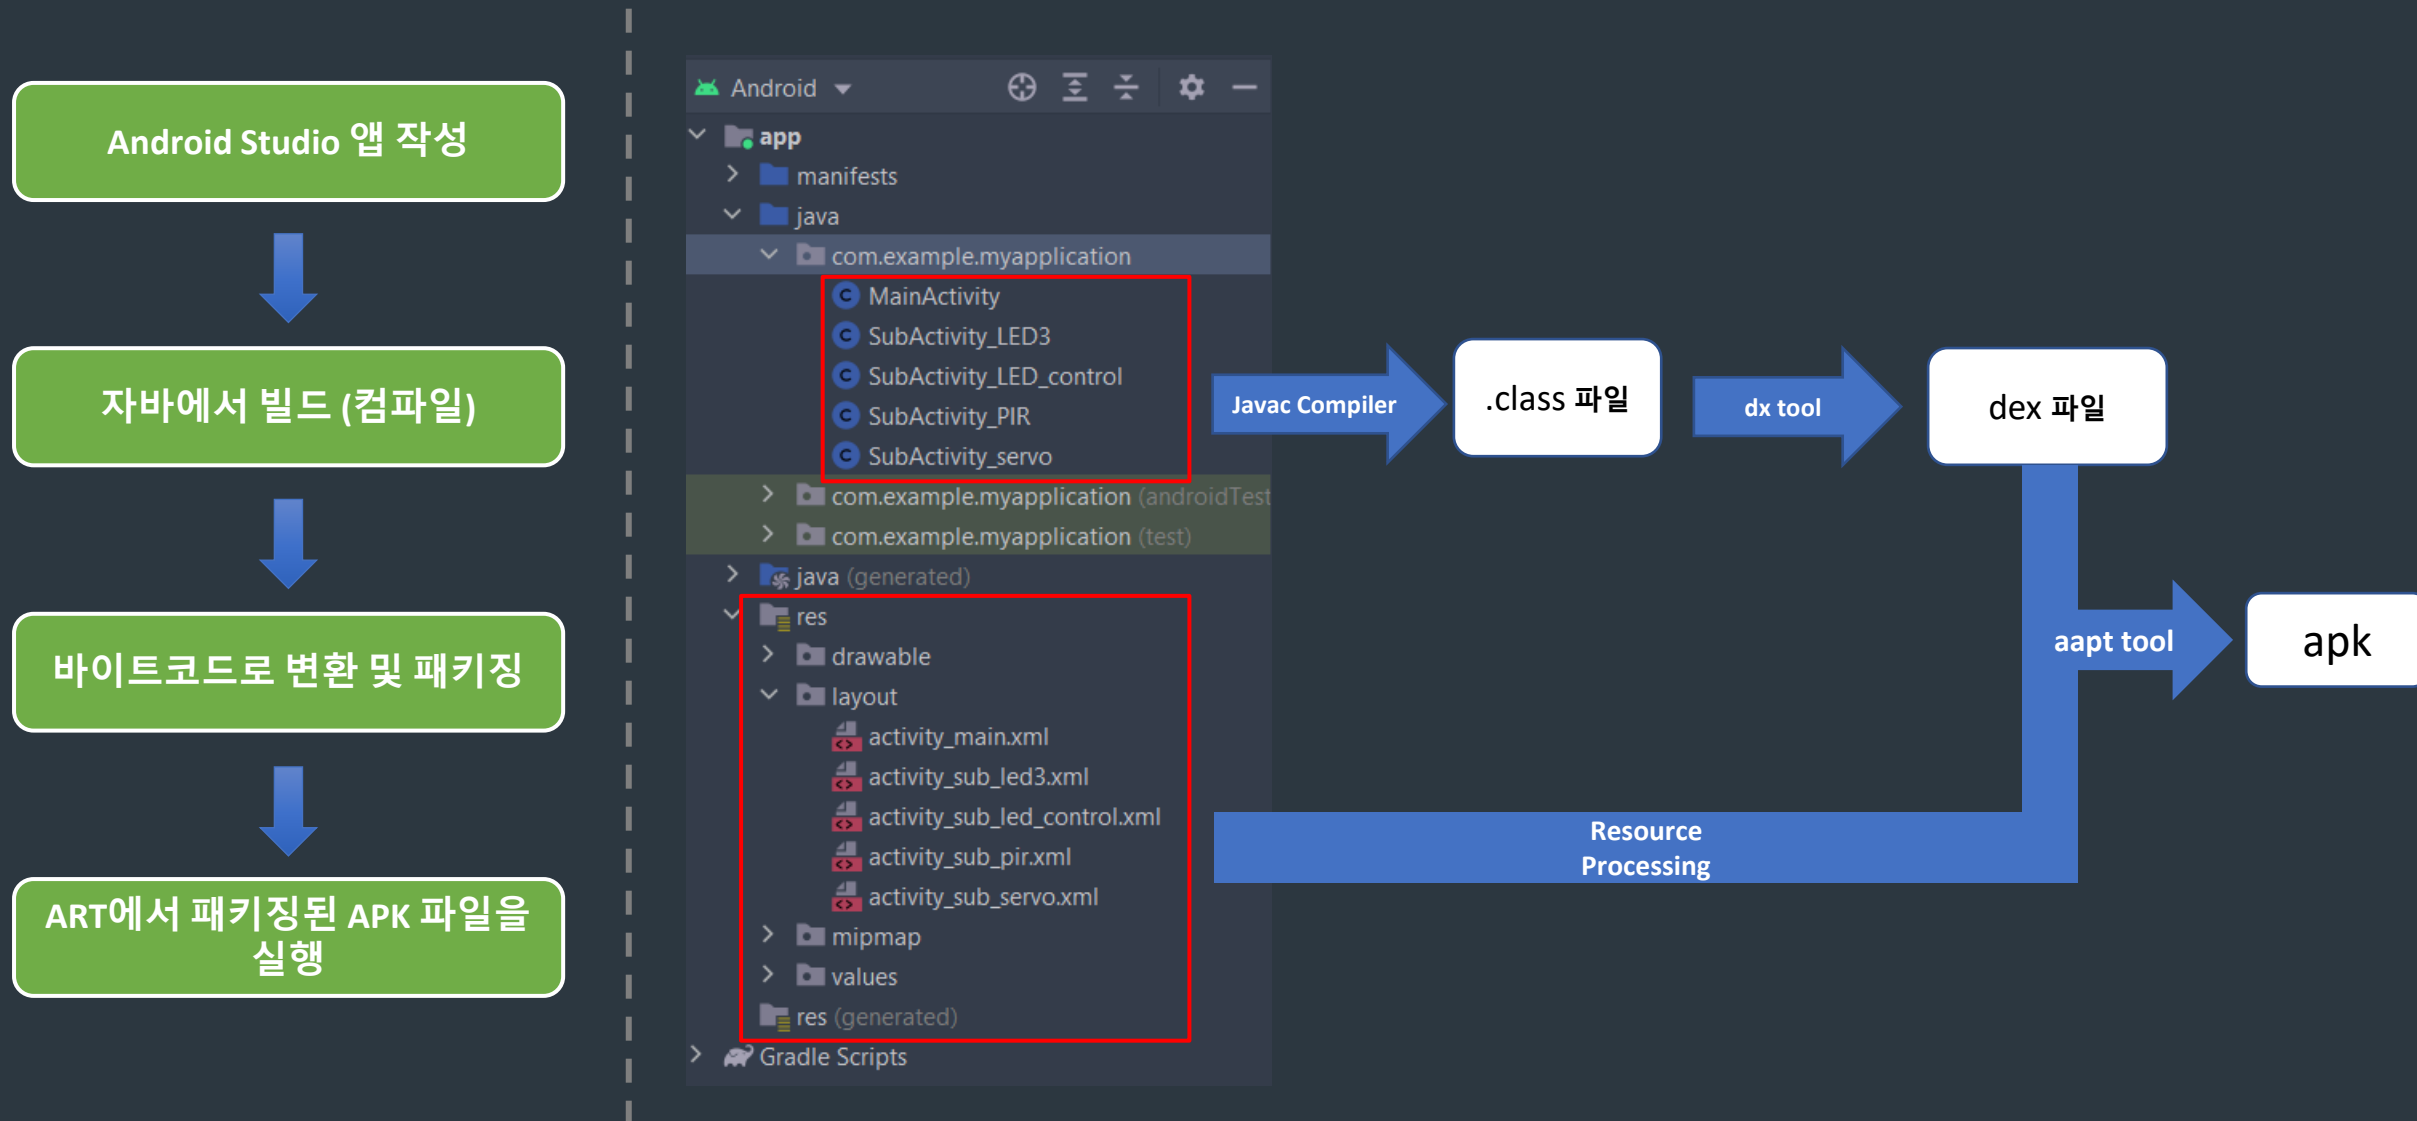 Android Studio 앱 작성
자바에서 빌드 (컴파일)
바이트코드로 변환 및 패키징
ART에서 패키징된 APK 파일을
실행
Android
app
manifests
java
com.example.myapplication
MainActivity
SubActivity_LED3
SubActivity_LED_control
SubActivity_PIR
SubActivity_servo
com.example.myapplication (androidTest
com.example.myapplication (test)
java (generated)
res
drawable
layout
activity_main.xml
activity_sub_led3.xml
activity_sub_led_control.xml
activity_sub_pir.xml
activity_sub_servo.xml
mipmap
values
res (generated)
Gradle Scripts
Javac Compiler
.class 파일
dx tool
dex 파일
aapt tool
apk
Resource
Processing